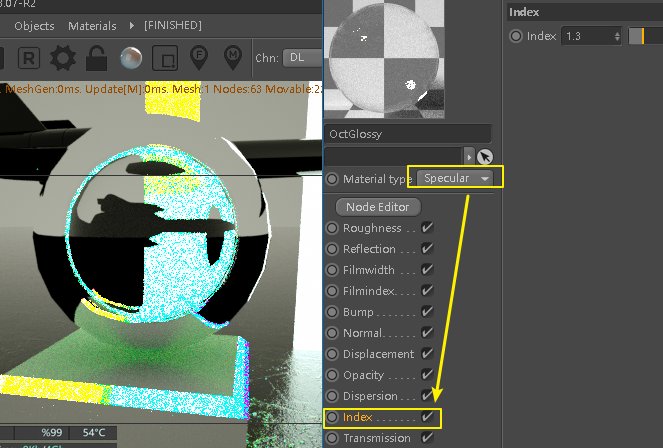 .07-R2
Objects Materials [FINISHED]
R F M Chn: DL
MeshGen:0ms. Update[M]:0ms. Mesh:1 Nodes:63 Movable:2
%99 54°C
OctGlossy
Material type Specular
Node Editor
Roughness . .
Reflection . . .
Filmwidth . . .
Filmindex. . . .
Bump . . . . . . .
Normal. . . . . .
Displacement
Opacity . . . . .
Dispersion . . .
Index . . . . . . .
Transmission
Index
Index 1.3